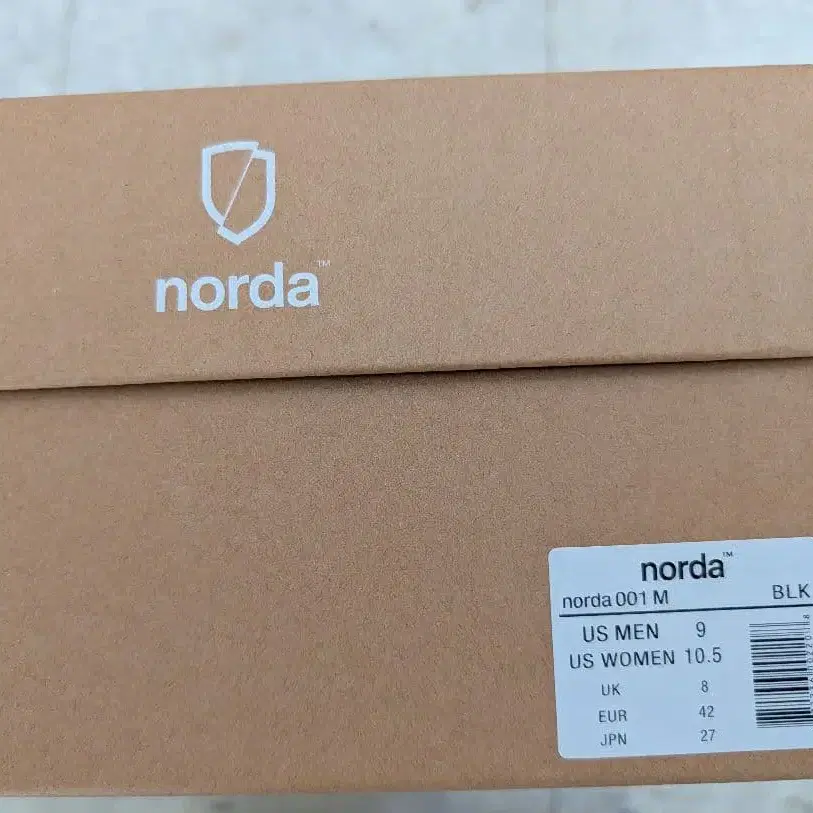 norda™
norda™
norda 001 M BLK
US MEN 9
US WOMEN 10.5
UK 8
EUR 42
JPN 27